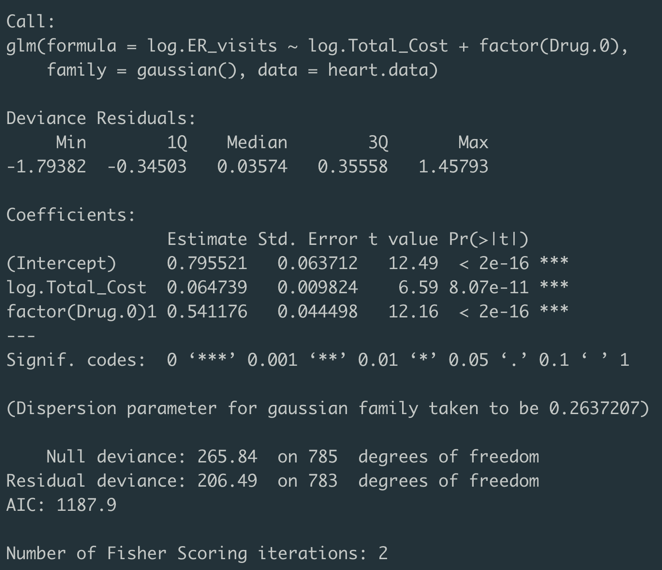 Call:
glm(formula = log.ER_visits ~ log.Total_Cost + factor(Drug.0),
    family = gaussian(), data = heart.data)

Deviance Residuals:
     Min       1Q   Median       3Q      Max
-1.79382  -0.34503   0.03574   0.35558   1.45793

Coefficients:
                Estimate Std. Error t value Pr(>|t|)
(Intercept)     0.795521   0.063712   12.49  < 2e-16 ***
log.Total_Cost  0.064739   0.009824    6.59 8.07e-11 ***
factor(Drug.0)1 0.541176   0.044498   12.16  < 2e-16 ***
---
Signif. codes:  0 ‘***’ 0.001 ‘**’ 0.01 ‘*’ 0.05 ‘.’ 0.1 ‘ ’ 1

(Dispersion parameter for gaussian family taken to be 0.2637207)

    Null deviance: 265.84  on 785  degrees of freedom
Residual deviance: 206.49  on 783  degrees of freedom
AIC: 1187.9

Number of Fisher Scoring iterations: 2